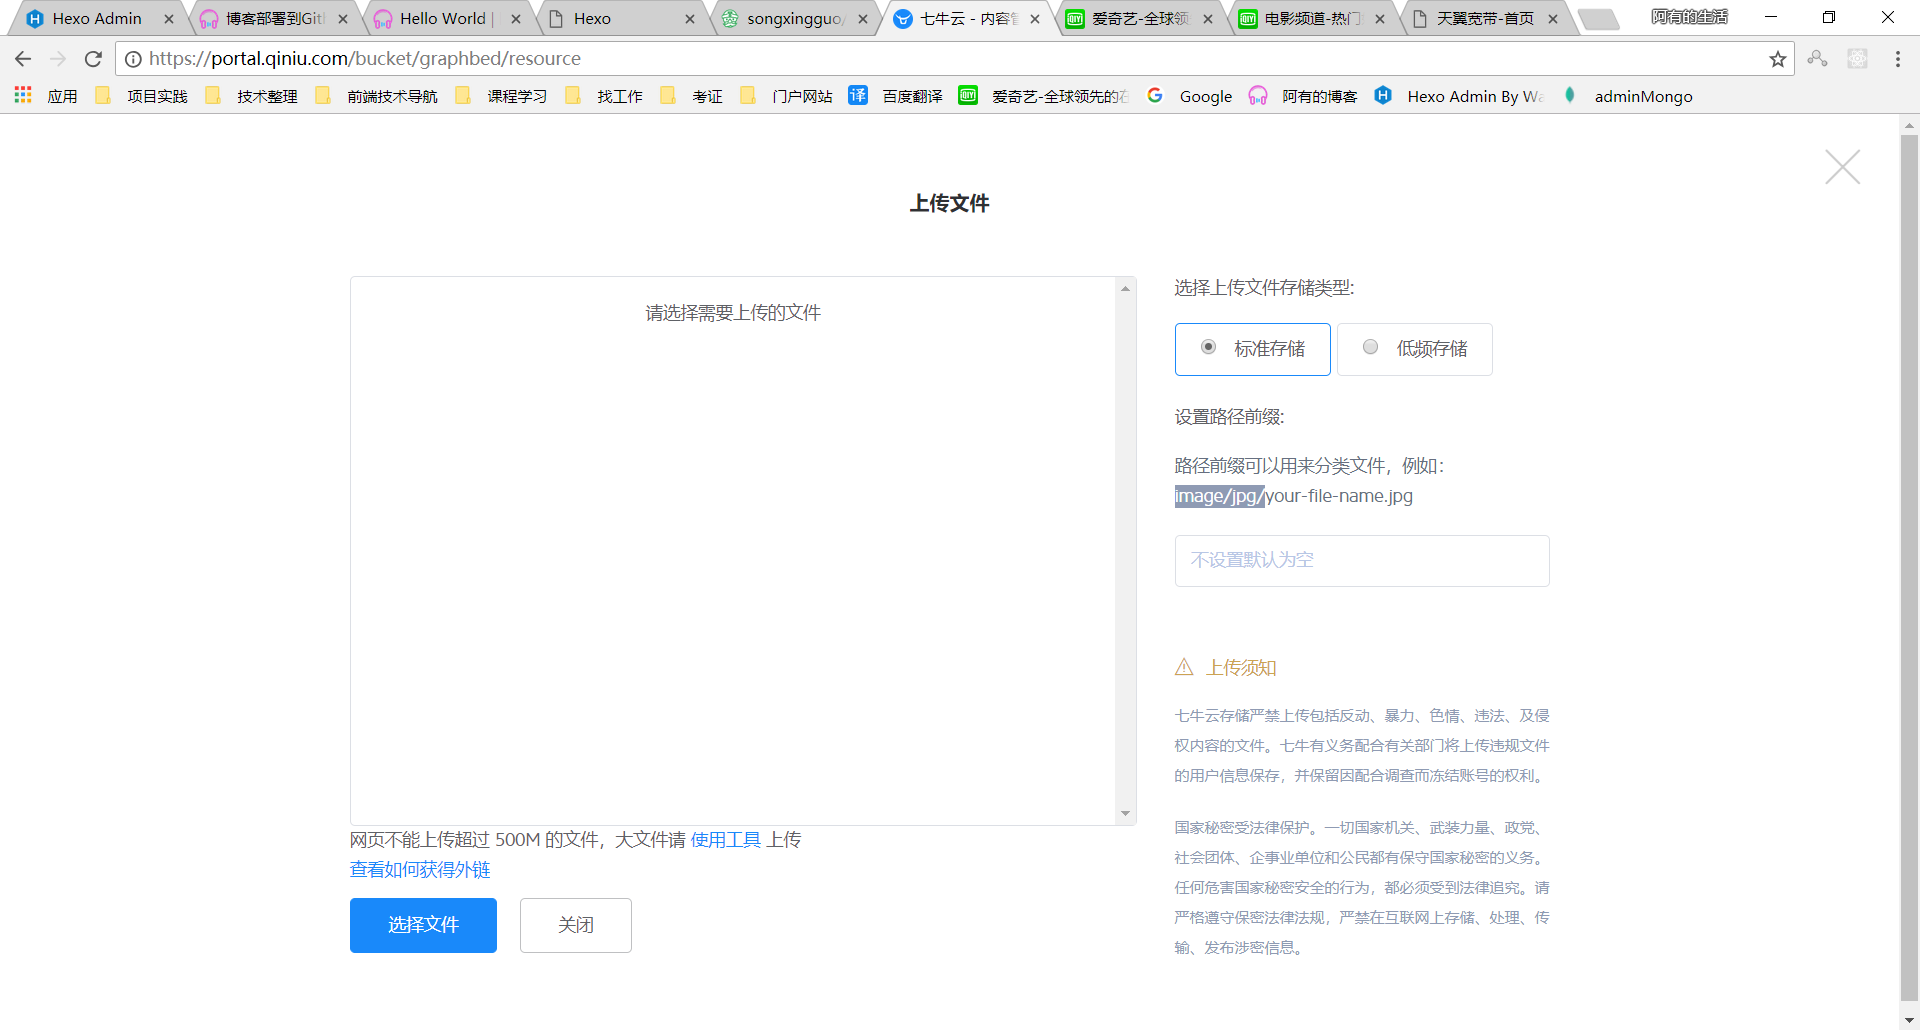 Hexo Admin
博客部署到Gitl
Hello World |
Hexo
songxingguo/
七牛云 - 内容管
爱奇艺-全球领
电影频道-热门
天翼宽带-首页
阿有的生活
https://portal.qiniu.com/bucket/graphbed/resource
应用
项目实践
技术整理
前端技术导航
课程学习
找工作
考证
门户网站
译
百度翻译
爱奇艺-全球领先的在
Google
阿有的博客
Hexo Admin By Wa
adminMongo
上传文件
请选择需要上传的文件
网页不能上传超过 500M 的文件，大文件请 使用工具 上传
查看如何获得外链
选择文件
关闭
选择上传文件存储类型:
标准存储
低频存储
设置路径前缀:
路径前缀可以用来分类文件，例如：
image/jpg/your-file-name.jpg
不设置默认为空
上传须知
七牛云存储严禁上传包括反动、暴力、色情、违法、及侵
权内容的文件。七牛有义务配合有关部门将上传违规文件
的用户信息保存，并保留因配合调查而冻结账号的权利。
国家秘密受法律保护。一切国家机关、武装力量、政党、
社会团体、企事业单位和公民都有保守国家秘密的义务。
任何危害国家秘密安全的行为，都必须受到法律追究。请
严格遵守保密法律法规，严禁在互联网上存储、处理、传
输、发布涉密信息。